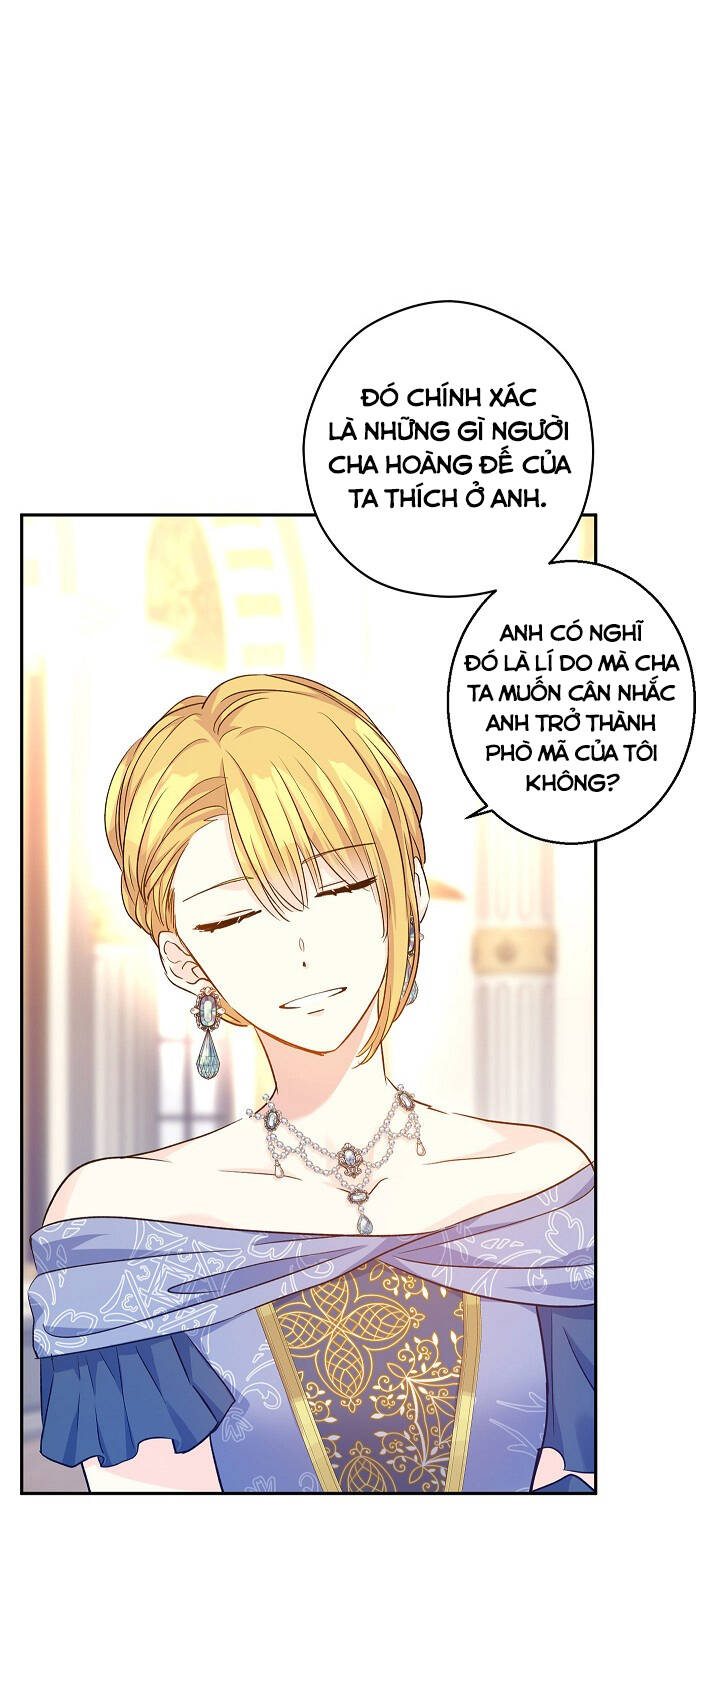 ĐÓ CHÍNH XÁC
LÀ NHỮNG GÌ NGƯỜI
CHA HOÀNG ĐẾ CỦA
TA THÍCH Ở ANH.
ANH CÓ NGHĨ
ĐÓ LÀ LÍ DO MÀ CHA
TA MUỐN CÂN NHẮC
ANH TRỞ THÀNH
PHÒ MÃ CỦA TÔI
KHÔNG?